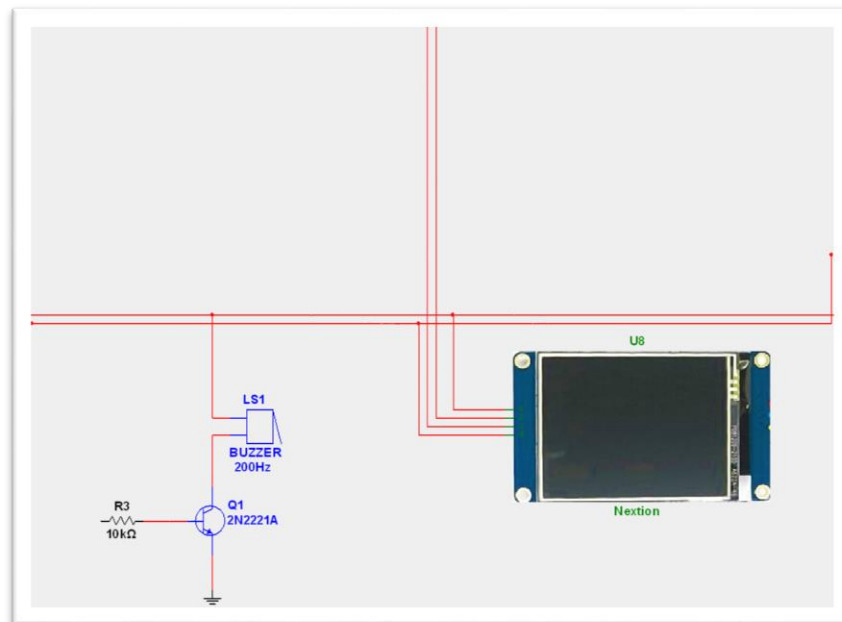 U8
LS1
BUZZER
200Hz
R3
10kΩ
Q1
2N2221A
Nextion